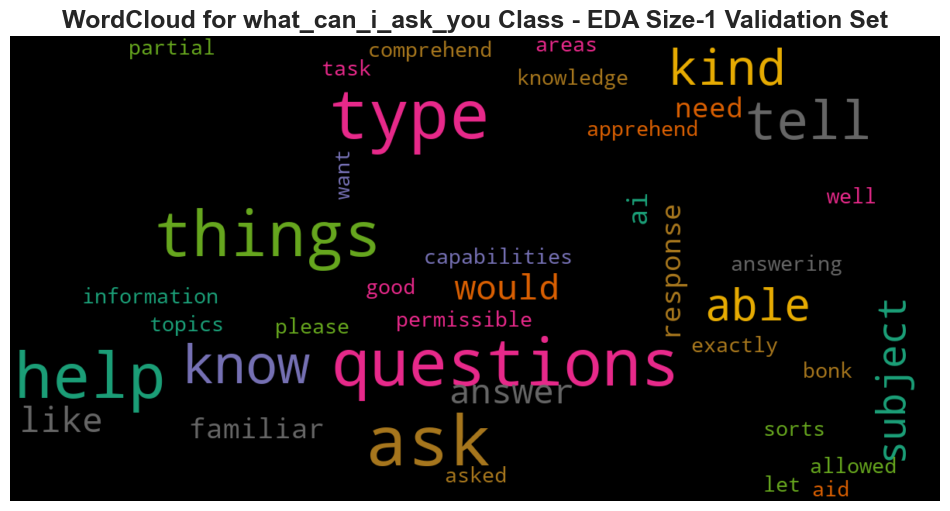 WordCloud for what_can_i_ask_you Class - EDA Size-1 Validation Set
partial
comprehend
areas
task
knowledge
kind
type
need
tell
apprehend
want
ai
well
things
response
capabilities
answering
information
good
would
able
topics
please
permissible
subject
help
know
questions
exactly
bonk
like
familiar
answer
ask
sorts
asked
allowed
let
aid